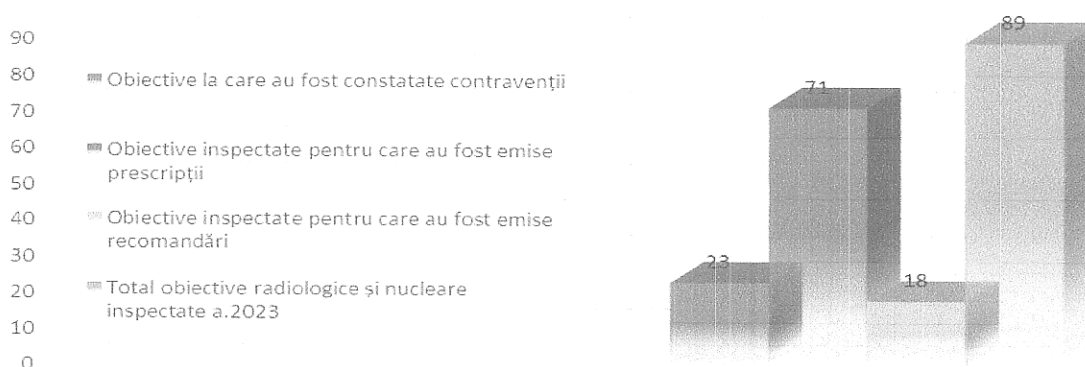 90
80
70
60
50
40
30
20
10
0
Obiective la care au fost constatate contravenții
Obiective inspectate pentru care au fost emise
prescripții
Obiective inspectate pentru care au fost emise
recomandări
Total obiective radiologice și nucleare
inspectate a.2023
23
71
18
89